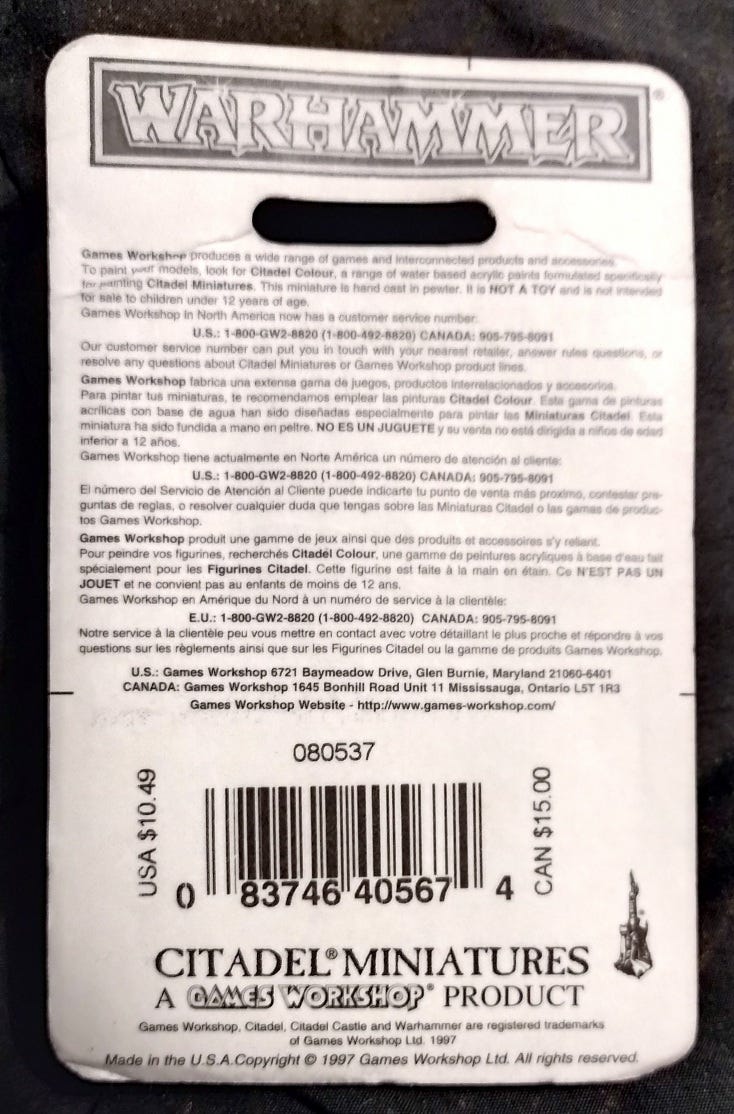 WARHAMMER®
Games Workshop produces a wide range of games and interconnected products and accessories.
To paint your models, look for Citadel Colour, a range of water based acrylic paints formulated specifically
for painting Citadel Miniatures. This miniature is hand cast in pewter. It is NOT A TOY and is not intended
for sale to children under 12 years of age.
Games Workshop in North America now has a customer service number:
U.S.: 1-800-GW2-8820 (1-800-492-8820) CANADA: 905-795-8091
Our customer service number can put you in touch with your nearest retailer, answer rules questions, or
resolve any questions about Citadel Miniatures or Games Workshop product lines.
Games Workshop fabrica una extensa gama de juegos, productos interrelacionados y accesorios.
Para pintar tus miniaturas, te recomendamos emplear las pinturas Citadel Colour. Esta gama de pinturas
acrílicas con base de agua han sido diseñadas especialmente para pintar las Miniaturas Citadel. Esta
miniatura ha sido fundida a mano en peltre. NO ES UN JUGUETE y su venta no está dirigida a niños de edad
inferior a 12 años.
Games Workshop tiene actualmente en Norte América un número de atención al cliente:
U.S.: 1-800-GW2-8820 (1-800-492-8820) CANADA: 905-795-8091
El número del Servicio de Atención al Cliente puede indicarte tu punto de venta más proximo, contestar pre-
guntas de reglas, o resolver cualquier duda que tengas sobre las Miniaturas Citadel o las gamas de produc-
tos Games Workshop.
Games Workshop produit une gamme de jeux ainsi que des produits et accessoires s'y reliant.
Pour peindre vos figurines, recherchés Citadel Colour, une gamme de peintures acryliques à base d'eau fait
spécialement pour les Figurines Citadel. Cette figurine est faite à la main en étain. Ce N'EST PAS UN
JOUET et ne convient pas au enfants de moins de 12 ans.
Games Workshop en Amérique du Nord à un numéro de service à la clientèle:
E.U.: 1-800-GW2-8820 (1-800-492-8820) CANADA: 905-795-8091
Notre service à la clientèle peu vous mettre en contact avec votre détaillant le plus proche et répondre à vos
questions sur les règlements ainsi que sur les Figurines Citadel ou la gamme de produits Games Workshop.
U.S.: Games Workshop 6721 Baymeadow Drive, Glen Burnie, Maryland 21060-6401
CANADA: Games Workshop 1645 Bonhill Road Unit 11 Mississauga, Ontario L5T 1R3
Games Workshop Website - http://www.games-workshop.com/
080537
USA $10.49
CAN $15.00
0 83746 40567 4
CITADEL® MINIATURES
A GAMES WORKSHOP® PRODUCT
Games Workshop, Citadel, Citadel Castle and Warhammer are registered trademarks
of Games Workshop Ltd. 1997
Made in the U.S.A.Copyright © 1997 Games Workshop Ltd. All rights reserved.